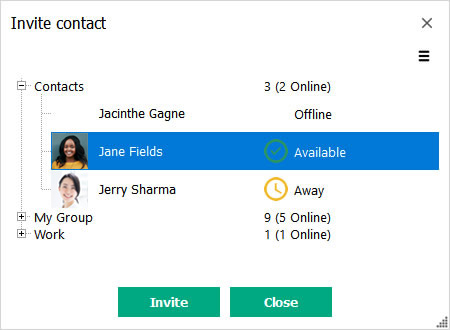 Invite contact
Contacts 3 (2 Online)
Jacinthe Gagne Offline
Jane Fields Available
Jerry Sharma Away
My Group 9 (5 Online)
Work 1 (1 Online)
Invite Close